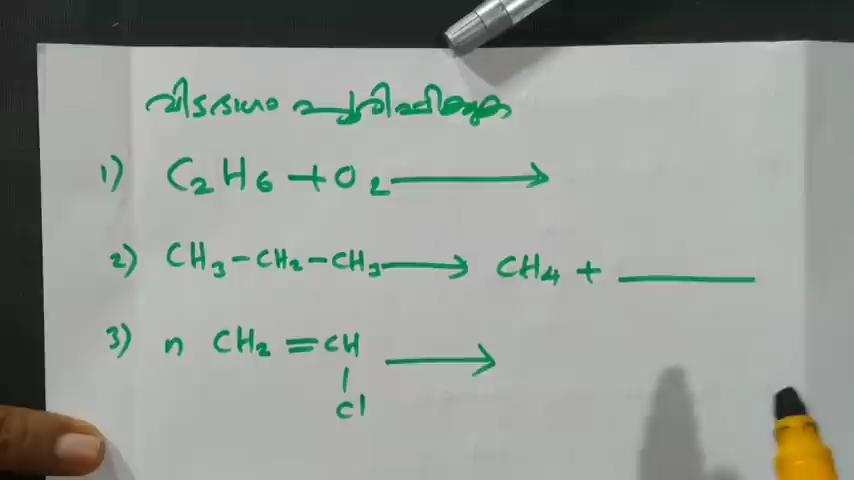 വിട്ടഭാഗം പൂരിപ്പിക്കുക
1) C₂H₆ + O₂ ⟶
2) CH₃–CH₂–CH₃ ⟶ CH₄ + ______
3) n CH₂ = CH ⟶
|
Cl